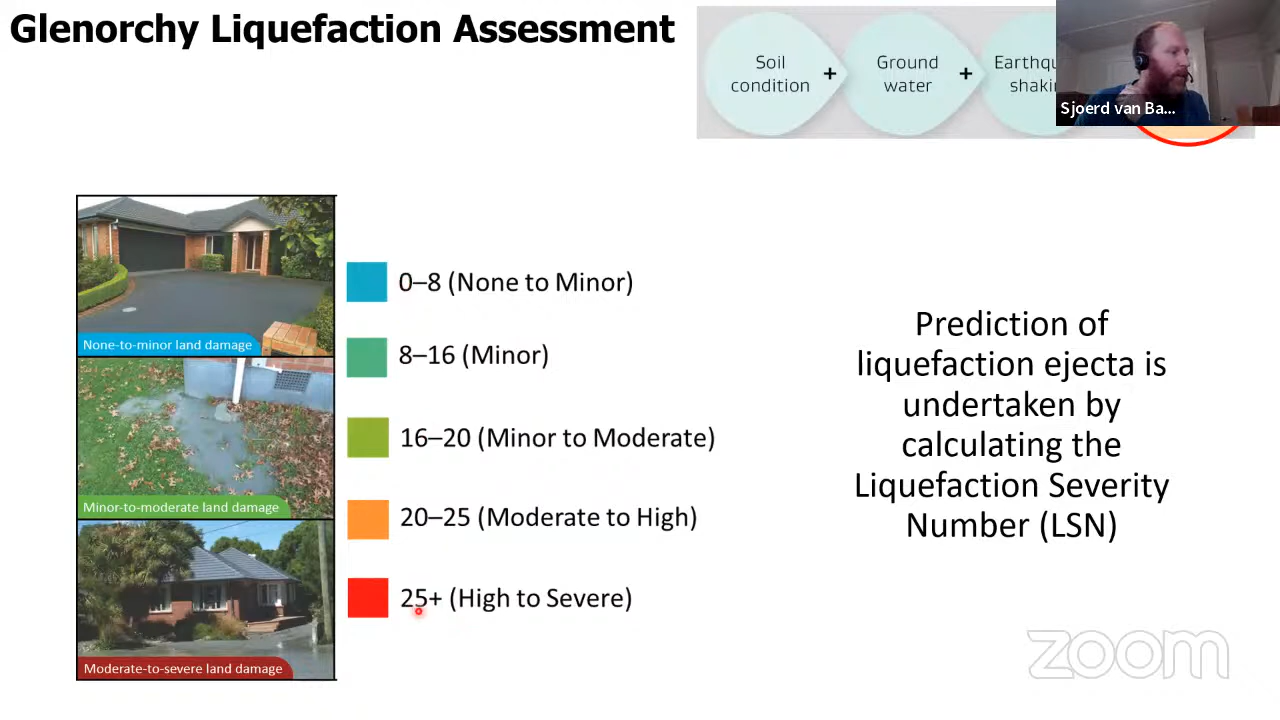 Glenorchy Liquefaction Assessment
Soil
condition
+
Ground
water
+
Sjoerd van Ba...
None-to-minor land damage
Minor-to-moderate land damage
Moderate-to-severe land damage
0–8 (None to Minor)
8–16 (Minor)
16–20 (Minor to Moderate)
20–25 (Moderate to High)
25+ (High to Severe)
Prediction of
liquefaction ejecta is
undertaken by
calculating the
Liquefaction Severity
Number (LSN)
zoom